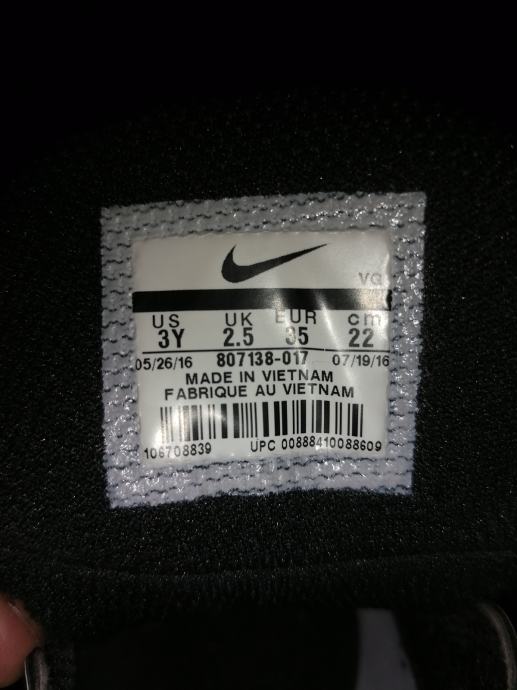 VG
US UK EUR cm
3Y 2.5 35 22
05/26/16 807138-017 07/19/16
MADE IN VIETNAM
FABRIQUE AU VIETNAM
106708839 UPC 00888410088609